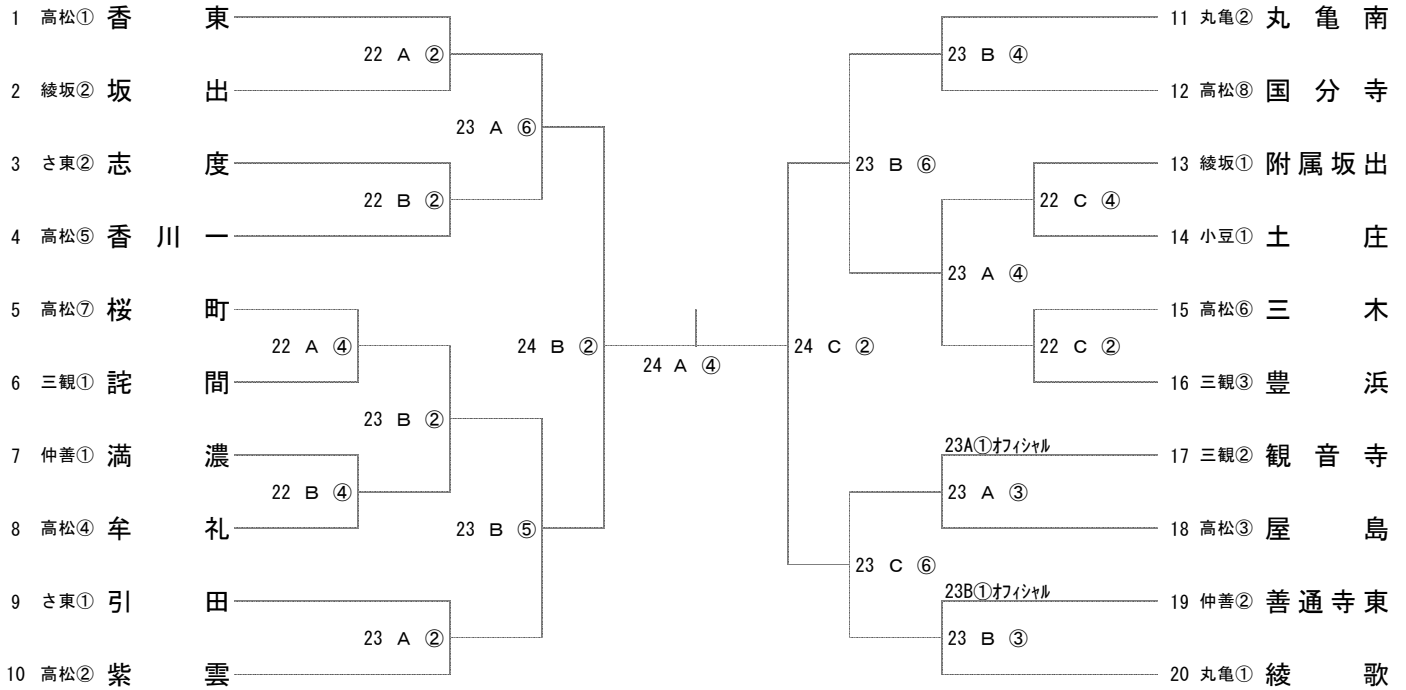 1 高松① 香東
22 A ②
2 綾坂② 坂出
23 A ⑥
3 さ東② 志度
22 B ②
4 高松⑤ 香川一
5 高松⑦ 桜町
22 A ④
6 三観① 詫間
23 B ②
7 仲善① 満濃
22 B ④
8 高松④ 牟礼
23 B ⑤
9 さ東① 引田
23 A ②
10 高松② 紫雲
24 B ②
24 A ④
24 C ②
11 丸亀② 丸亀南
23 B ④
12 高松⑧ 国分寺
23 B ⑥
13 綾坂① 附属坂出
22 C ④
14 小豆① 土庄
23 A ④
15 高松⑥ 三木
22 C ②
16 三観③ 豊浜
23A①オフィシャル
17 三観② 観音寺
23 A ③
18 高松③ 屋島
23 C ⑥
23B①オフィシャル
19 仲善② 善通寺東
23 B ③
20 丸亀① 綾歌